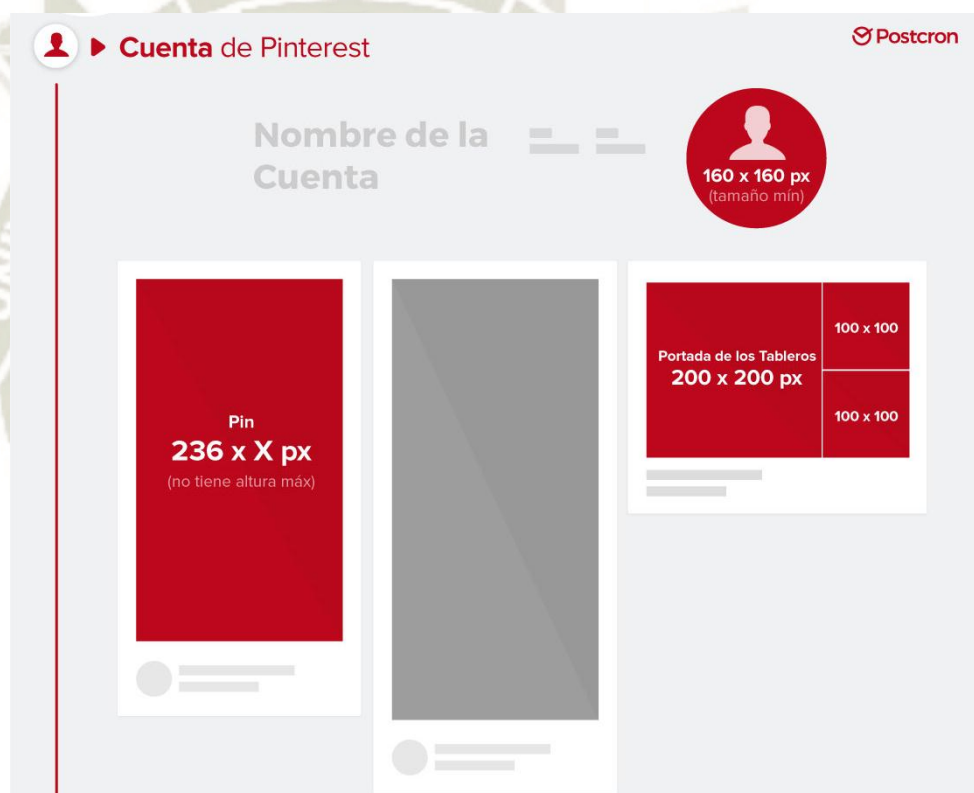 Cuenta de Pinterest
Postcron
Nombre de la
Cuenta
160 x 160 px
(tamaño mín)
Pin
236 x X px
(no tiene altura máx)
Portada de los Tableros
200 x 200 px
100 x 100
100 x 100